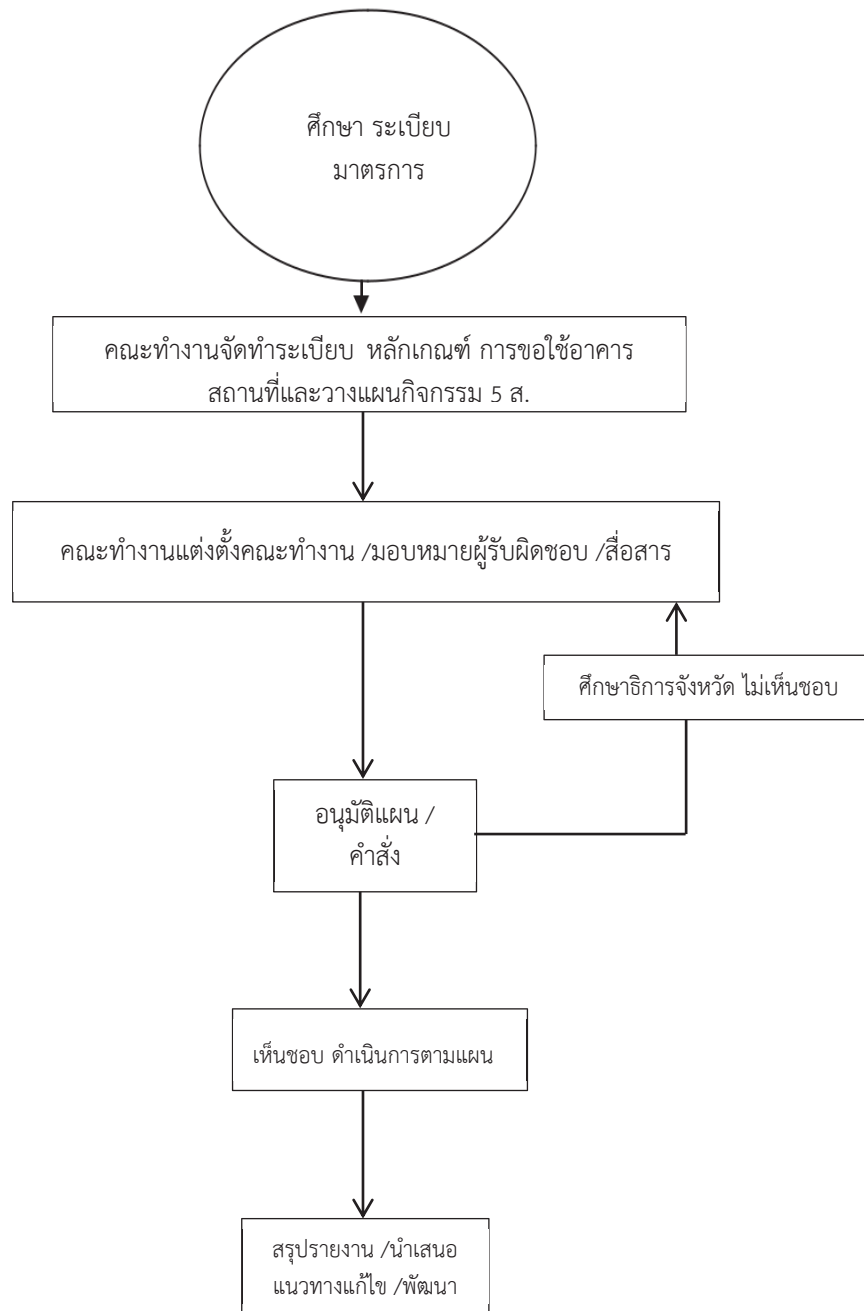 ศึกษา ระเบียบ
มาตรการ
คณะทำงานจัดทำระเบียบ หลักเกณฑ์ การขอใช้อาคาร
สถานที่และวางแผนกิจกรรม 5 ส.
คณะทำงานแต่งตั้งคณะทำงาน /มอบหมายผู้รับผิดชอบ /สื่อสาร
ศึกษาธิการจังหวัด ไม่เห็นชอบ
อนุมัติแผน /
คำสั่ง
เห็นชอบ ดำเนินการตามแผน
สรุปรายงาน /นำเสนอ
แนวทางแก้ไข /พัฒนา